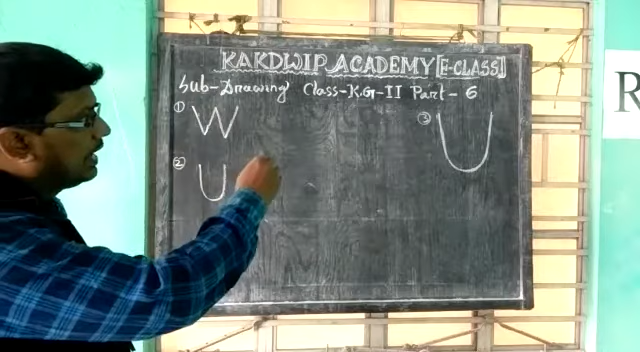 KAKDWIP ACADEMY [E-CLASS]
Sub-Drawing Class-K.G-II Part-6
① W
② U
③ U
R